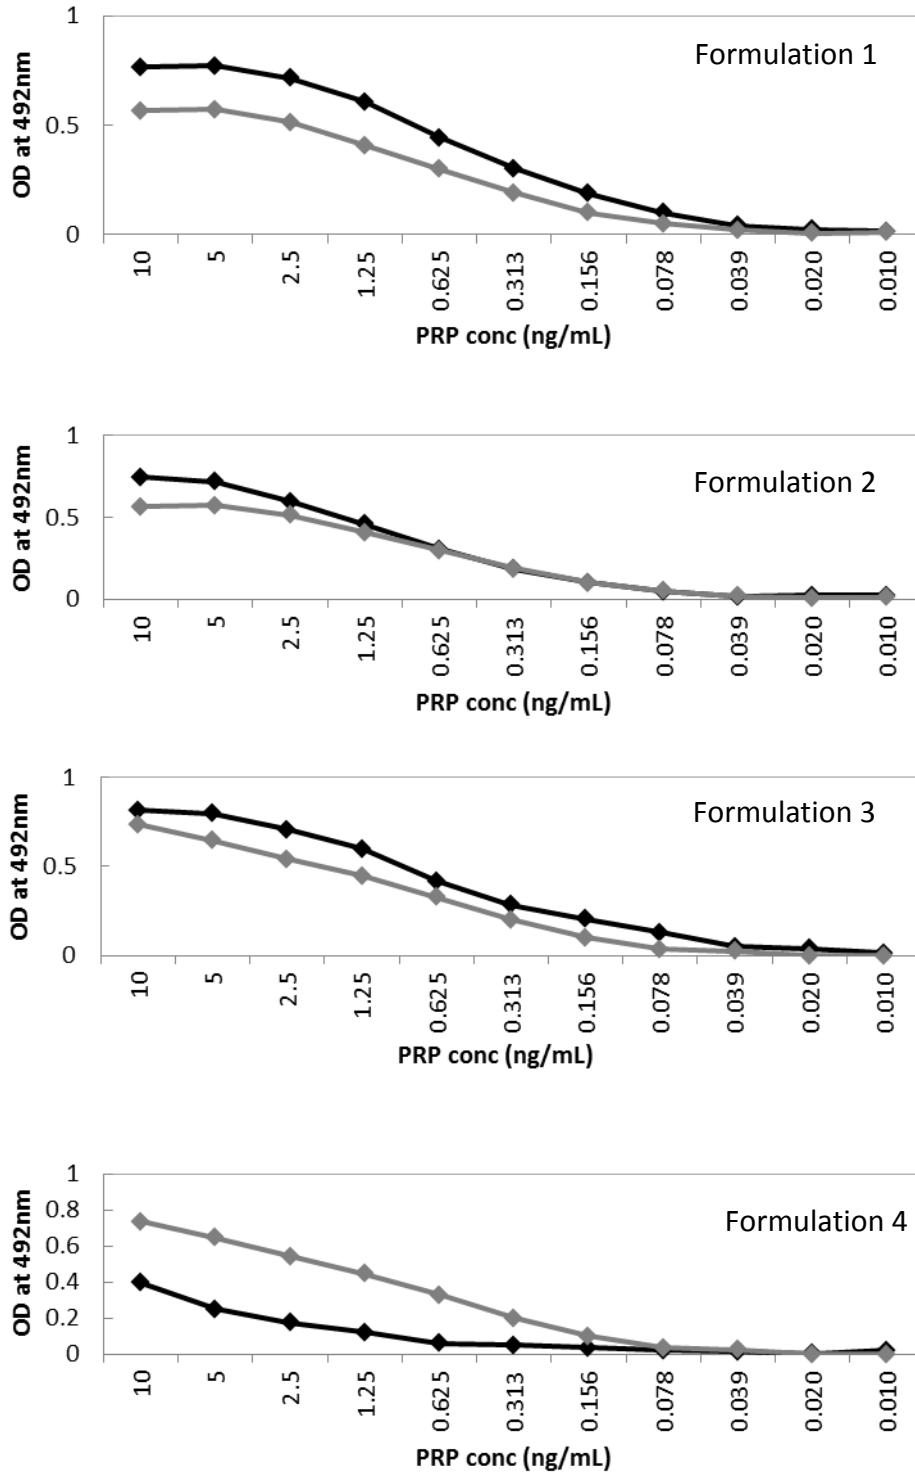 Formulation 1
OD at 492nm
1
0.5
0
10 5 2.5 1.25 0.625 0.313 0.156 0.078 0.039 0.020 0.010
PRP conc (ng/mL)
Formulation 2
OD at 492nm
1
0.5
0
10 5 2.5 1.25 0.625 0.313 0.156 0.078 0.039 0.020 0.010
PRP conc (ng/mL)
Formulation 3
OD at 492nm
1
0.5
0
10 5 2.5 1.25 0.625 0.313 0.156 0.078 0.039 0.020 0.010
PRP conc (ng/mL)
Formulation 4
OD at 492nm
1
0.8
0.6
0.4
0.2
0
10 5 2.5 1.25 0.625 0.313 0.156 0.078 0.039 0.020 0.010
PRP conc (ng/mL)